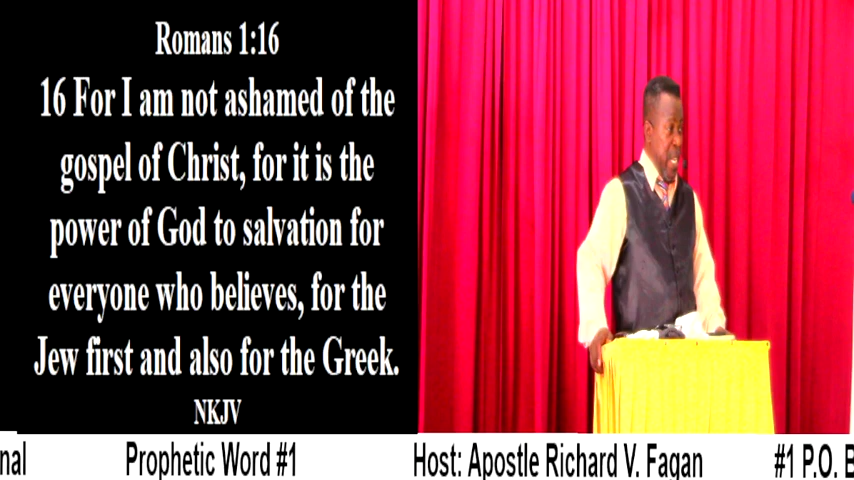 Romans 1:16
16 For I am not ashamed of the
gospel of Christ, for it is the
power of God to salvation for
everyone who believes, for the
Jew first and also for the Greek.
NKJV
nal Prophetic Word #1 Host: Apostle Richard V. Fagan #1 P.O. B